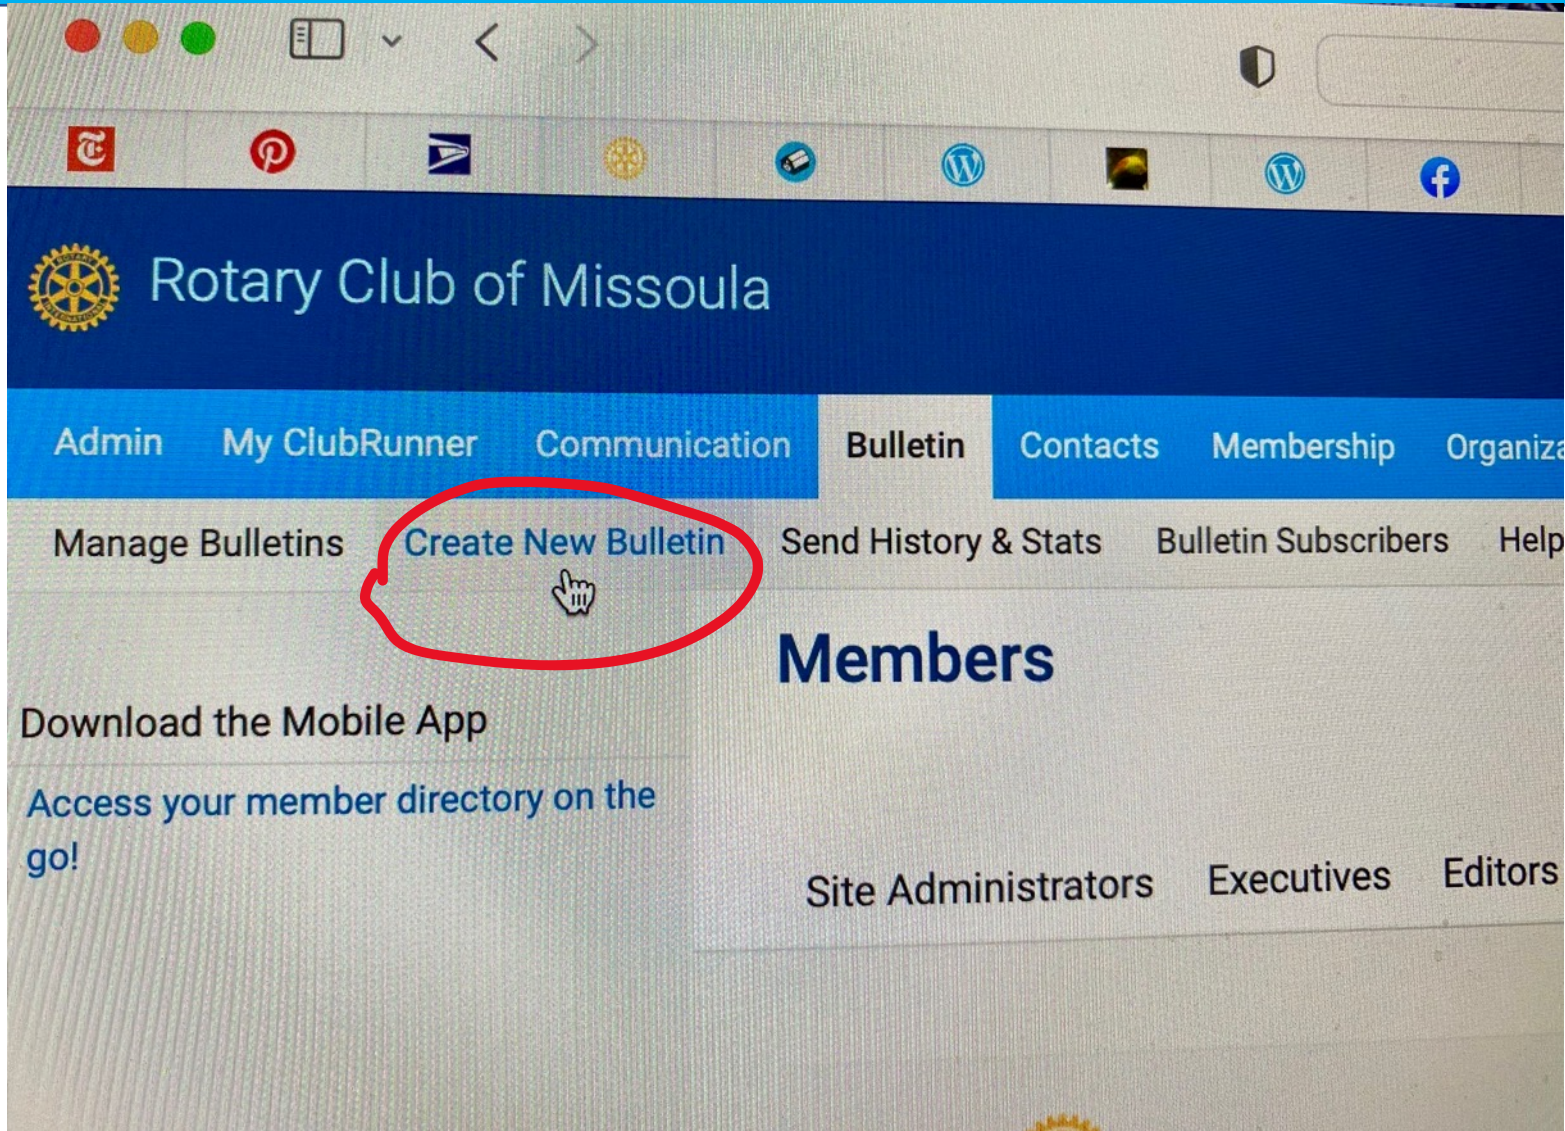 Rotary Club of Missoula
Admin My ClubRunner Communication Bulletin Contacts Membership Organiza
Manage Bulletins Create New Bulletin Send History & Stats Bulletin Subscribers Help
Members
Download the Mobile App
Access your member directory on the
go!
Site Administrators Executives Editors